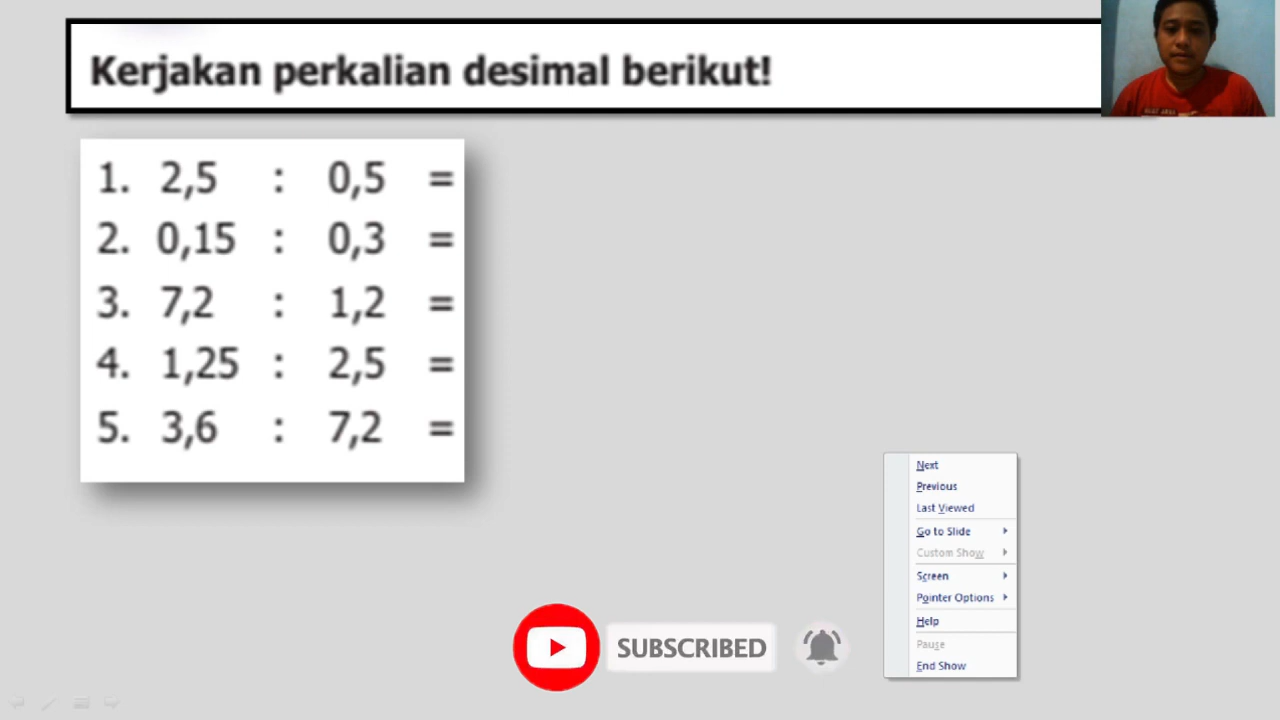 Kerjakan perkalian desimal berikut!
1. 2,5 : 0,5 =
2. 0,15 : 0,3 =
3. 7,2 : 1,2 =
4. 1,25 : 2,5 =
5. 3,6 : 7,2 =
Next
Previous
Last Viewed
Go to Slide
Custom Show
Screen
Pointer Options
Help
Pause
End Show
SUBSCRIBED